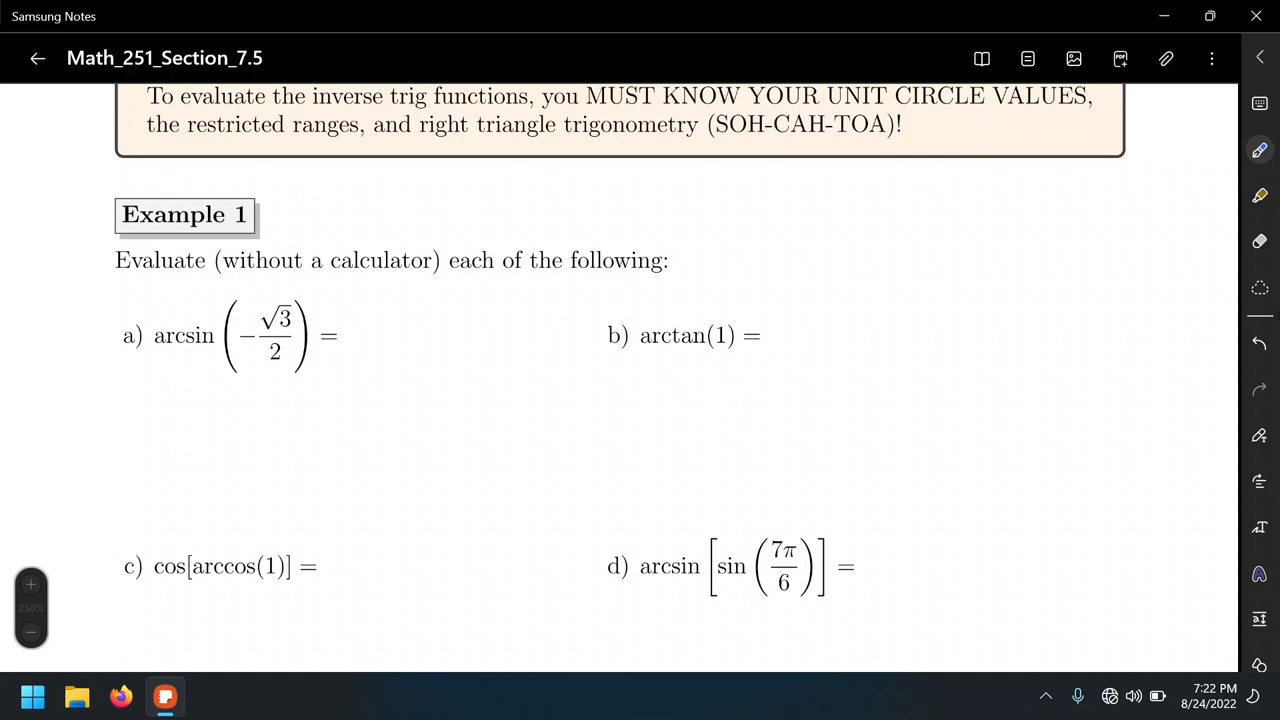 Samsung Notes
Math_251_Section_7.5
To evaluate the inverse trig functions, you MUST KNOW YOUR UNIT CIRCLE VALUES,
the restricted ranges, and right triangle trigonometry (SOH-CAH-TOA)!
Example 1
Evaluate (without a calculator) each of the following:
a) arcsin (−√3/2) =
b) arctan(1) =
c) cos[arccos(1)] =
d) arcsin [sin (7π/6)] =
258%
7:22 PM
8/24/2022